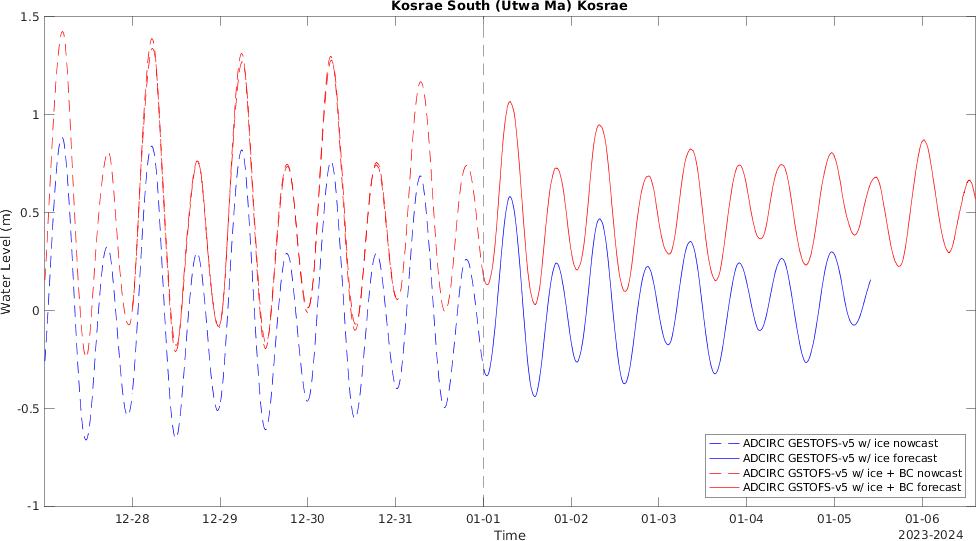 Kosrae South (Utwa Ma) Kosrae
1.5
1
0.5
0
-0.5
-1
Water Level (m)
12-28 12-29 12-30 12-31 01-01 01-02 01-03 01-04 01-05 01-06
Time
2023-2024
ADCIRC GESTOFS-v5 w/ ice nowcast
ADCIRC GESTOFS-v5 w/ ice forecast
ADCIRC GSTOFS-v5 w/ ice + BC nowcast
ADCIRC GSTOFS-v5 w/ ice + BC forecast